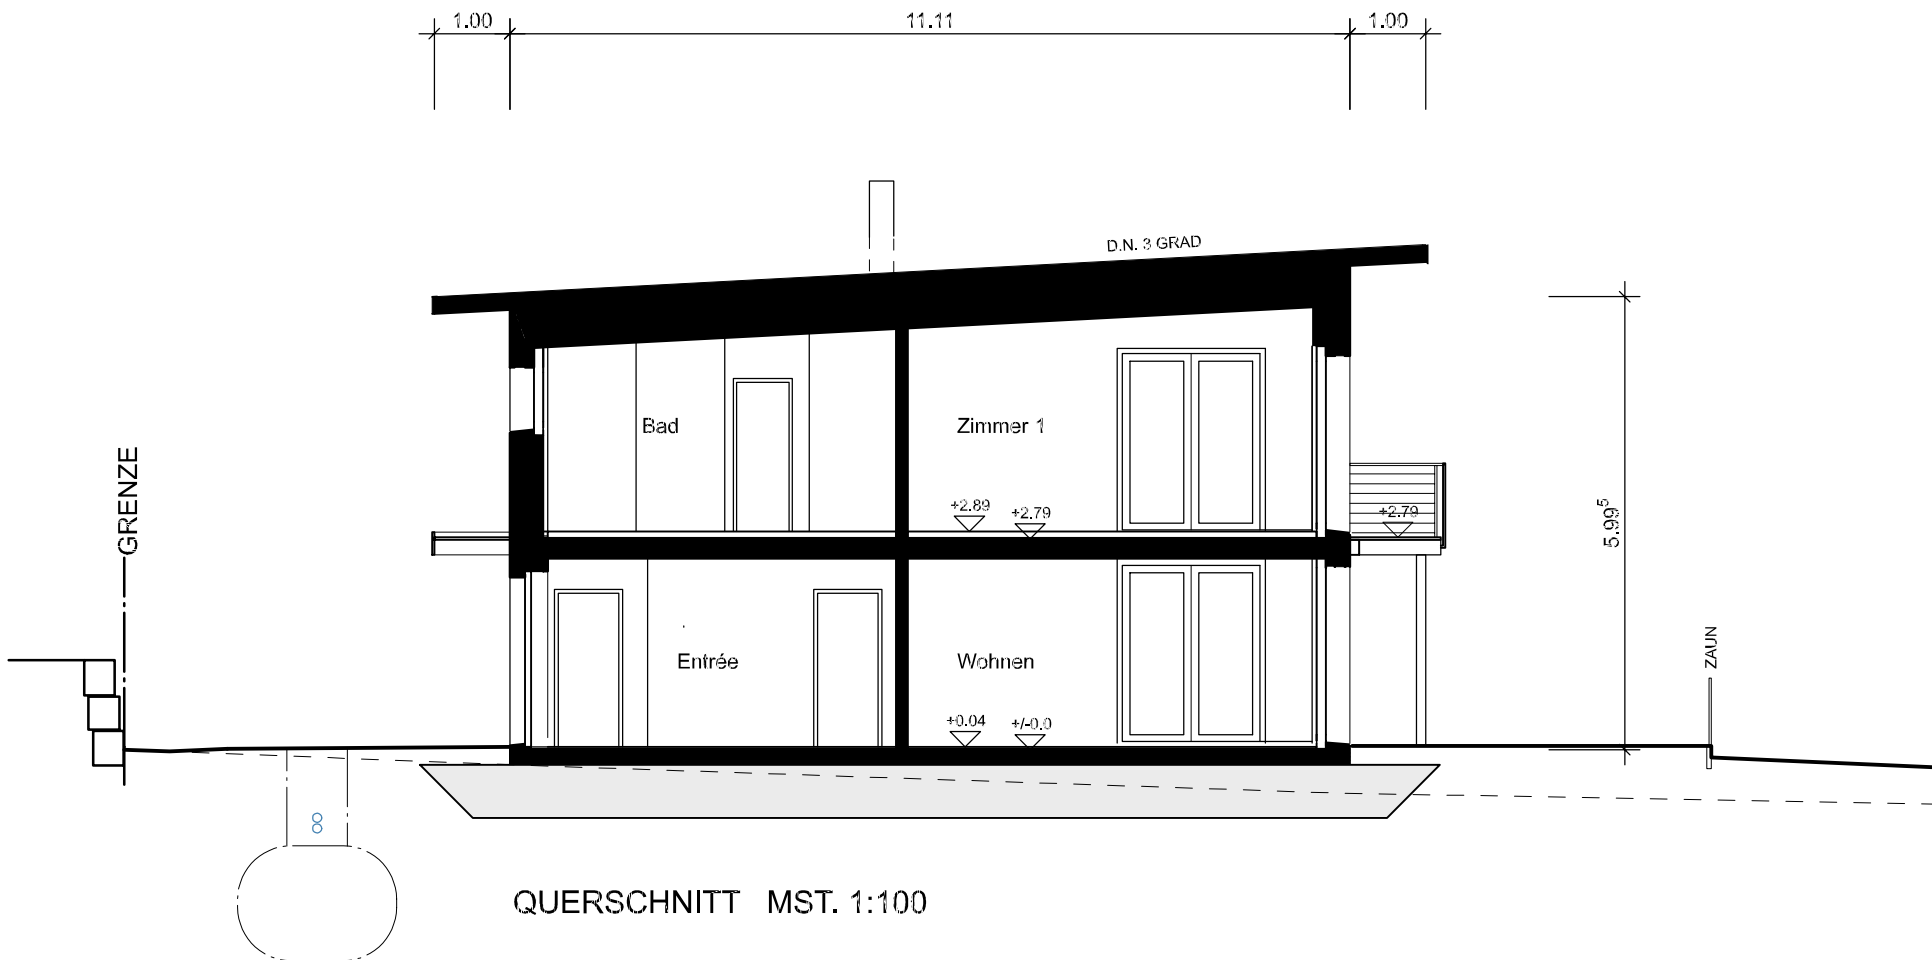 1.00 11.11 1.00
D.N. 3 GRAD
Bad Zimmer 1
GRENZE
+2.89 +2.79 +2.79
5.99⁵
Entrée Wohnen
ZAUN
+0.04 +/-0.0
QUERSCHNITT MST. 1:100